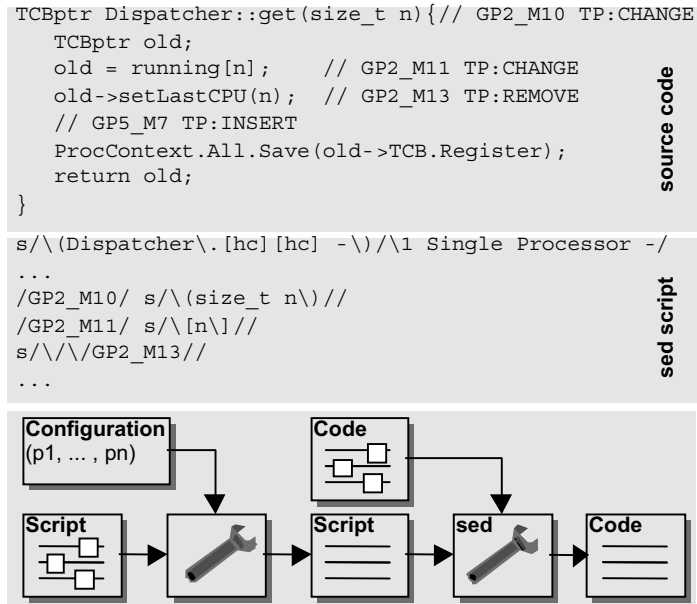 TCBptr Dispatcher::get(size_t n){// GP2_M10 TP:CHANGE
TCBptr old;
old = running[n];    // GP2_M11 TP:CHANGE
old->setLastCPU(n);  // GP2_M13 TP:REMOVE
// GP5_M7 TP:INSERT
ProcContext.All.Save(old->TCB.Register);
return old;
}
source code
s/\(Dispatcher\.[hc][hc] -\)/\1 Single Processor -/
...
/GP2_M10/ s/\(size_t n\)//
/GP2_M11/ s/\[n\]//
s/\/\/GP2_M13//
...
sed script
Configuration
(p1, ... , pn)
Code
Script
Script
sed
Code